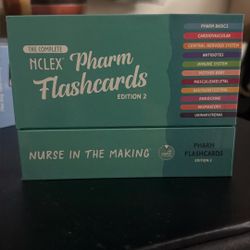 THE COMPLETE
NCLEX® Pharm
Flashcards
EDITION 2
PHARM BASICS
CARDIOVASCULAR
CENTRAL NERVOUS SYSTEM
ANTIBIOTICS
IMMUNE SYSTEM
MOTHER BABY
MUSCULOSKELETAL
GASTROINTESTINAL
ENDOCRINE
RESPIRATORY
URINARY/RENAL
NURSE IN THE MAKING
PHARM
FLASHCARDS
EDITION 2